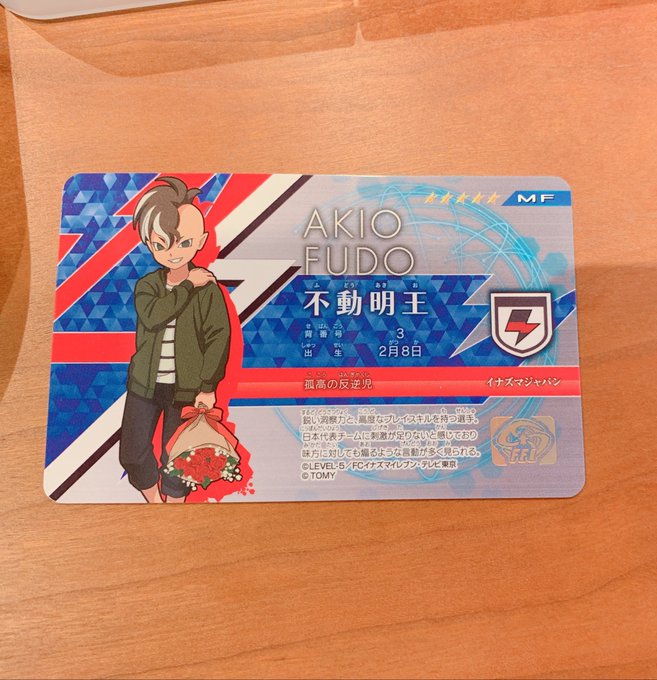 MF
AKIO
FUDO
ふ どう あき お
不動明王
せ ばん ごう
背番号 3
しゅっ せい がつ か
出生 2月8日
ここう はんぎゃくじ
孤高の反逆児
イナズマジャパン
鋭い洞察力と、高度なプレイスキルを持つ選手。
日本代表チームに刺激が足りないと感じており
味方に対しても煽るような言動が多く見られる。
©LEVEL-5/FCイナズマイレブン・テレビ東京
© TOMY
FFI